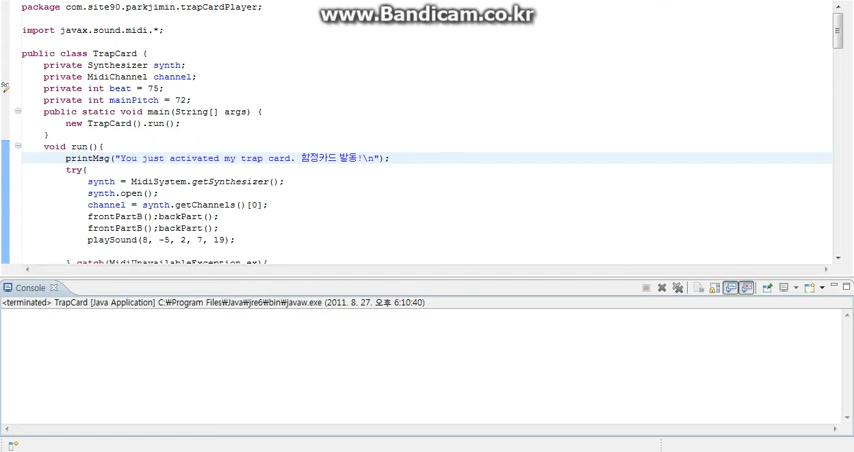 www.Bandicam.co.kr
package com.site90.parkjimin.trapCardPlayer;
import javax.sound.midi.*;
public class TrapCard {
private Synthesizer synth;
private MidiChannel channel;
private int beat = 75;
private int mainPitch = 72;
public static void main(String[] args) {
new TrapCard().run();
}
void run(){
printMsg("You just activated my trap card. 함정카드 발동!\n");
try{
synth = MidiSystem.getSynthesizer();
synth.open();
channel = synth.getChannels()[0];
frontPartB();backPart();
frontPartB();backPart();
playSound(8, -5, 2, 7, 19);
} catch(MidiUnavailableException ex){
Console
<terminated> TrapCard [Java Application] C:₩Program Files₩Java₩jre6₩bin₩javaw.exe (2011. 8. 27. 오후 6:10:40)